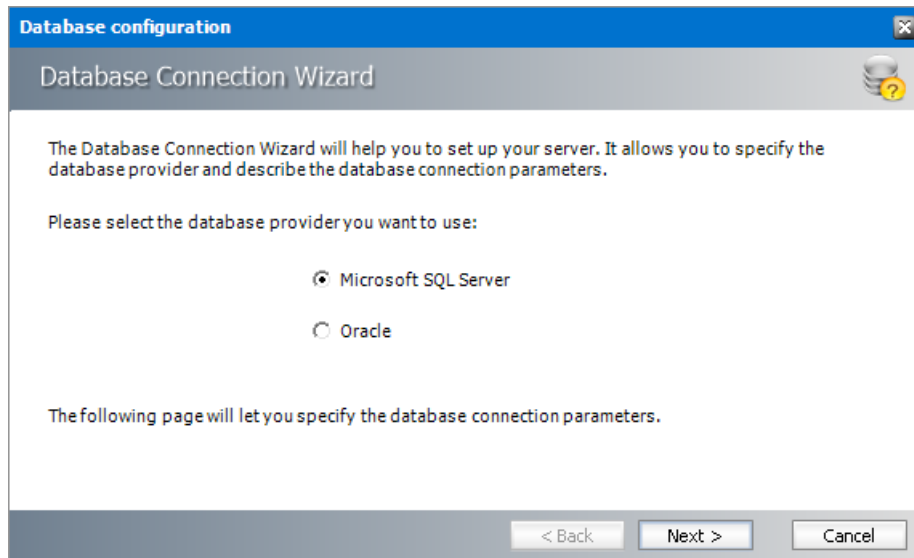 Database configuration
Database Connection Wizard
The Database Connection Wizard will help you to set up your server. It allows you to specify the
database provider and describe the database connection parameters.
Please select the database provider you want to use:
Microsoft SQL Server
Oracle
The following page will let you specify the database connection parameters.
< Back
Next >
Cancel